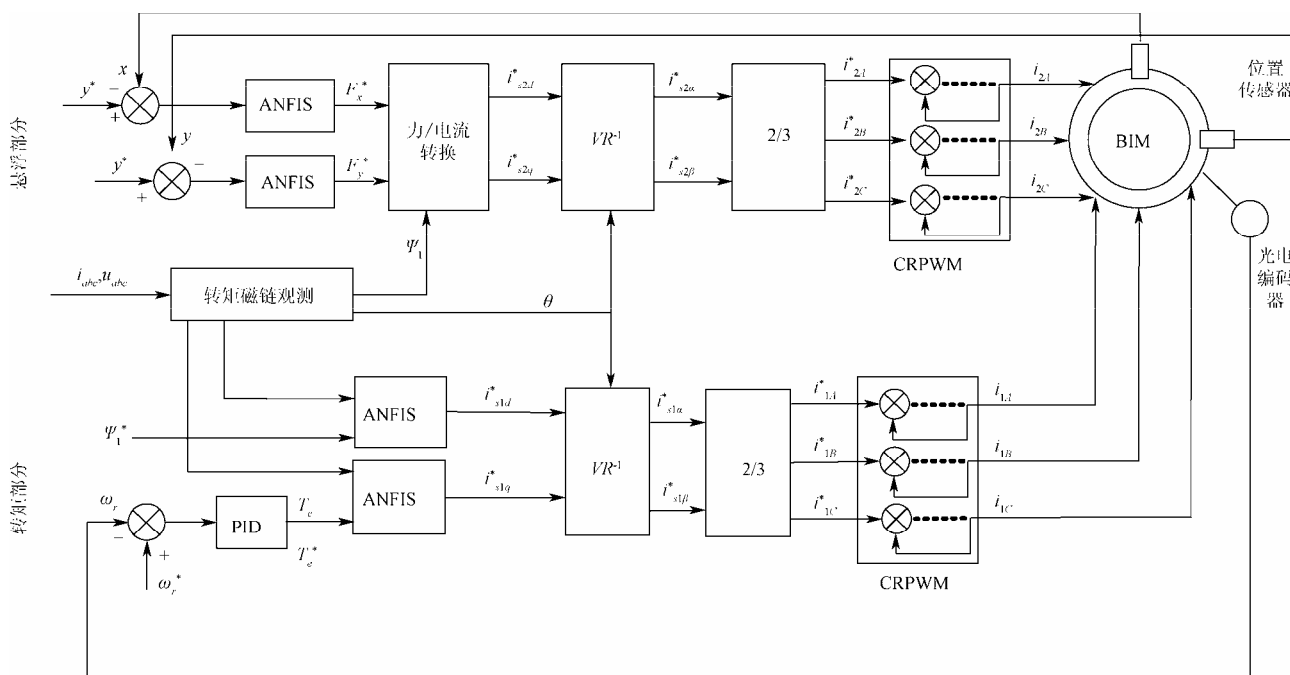 悬浮部分
x
y*
−
+
ANFIS
F*x
i*s2d
i*s2α
i*2A
i2A
位置
传感器
力/电流
转换
VR-1
2/3
i*2B
i2B
BIM
y
y*
−
+
ANFIS
F*y
i*s2q
i*s2β
i*2C
i2C
CRPWM
Ψ1
iabc,uabc
转矩磁链观测
θ
光电
编码
器
转矩部分
ANFIS
i*s1d
i*s1α
i*1A
i1A
Ψ1*
VR-1
2/3
i*1B
i1B
ANFIS
i*s1q
i*s1β
i*1C
i1C
ωr
−
+
PID
Te
T*e
ωr*
CRPWM